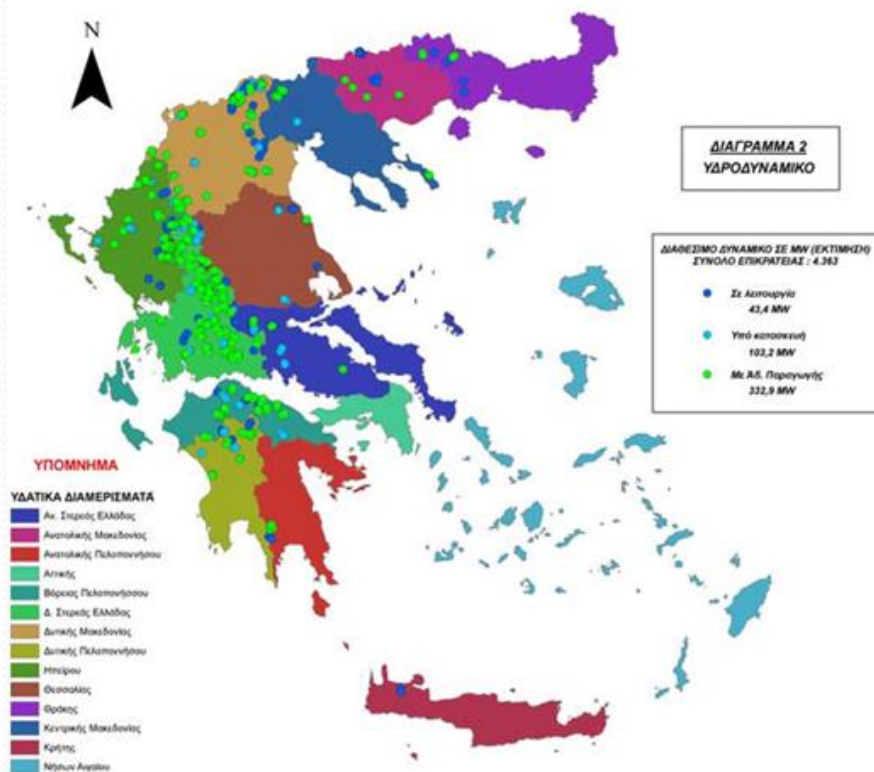 N
ΔΙΑΓΡΑΜΜΑ 2
ΥΔΡΟΔΥΝΑΜΙΚΟ
ΔΙΑΘΕΣΙΜΟ ΔΥΝΑΜΙΚΟ ΣΕ MW (ΕΚΤΙΜΗΣΗ)
ΣΥΝΟΛΟ ΕΠΙΚΡΑΤΕΙΑΣ : 4.363
Σε λειτουργία
43,4 MW
Υπό κατασκευή
103,2 MW
Με Άδ. Παραγωγής
332,9 MW
ΥΠΟΜΝΗΜΑ
ΥΔΑΤΙΚΑ ΔΙΑΜΕΡΙΣΜΑΤΑ
Αν. Στερεάς Ελλάδας
Ανατολικής Μακεδονίας
Ανατολικής Πελοποννήσου
Αττικής
Βόρειας Πελοποννήσσου
Δ. Στερεάς Ελλάδας
Δυτικής Μακεδονίας
Δυτικής Πελοποννήσου
Ηπείρου
Θεσσαλίας
Θράκης
Κεντρικής Μακεδονίας
Κρήτης
Νήσων Αιγαίου